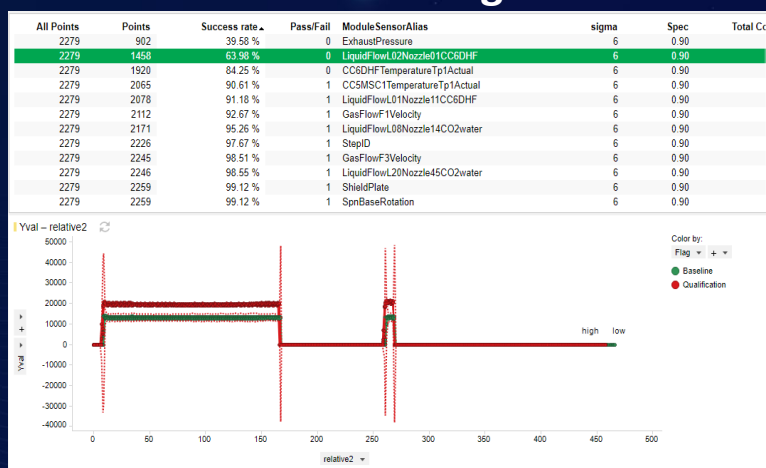 All Points Points Success rate Pass/Fail ModuleSensorAlias sigma Spec Total Co
2279 902 39.58 % 0 ExhaustPressure 6 0.90
2279 1458 63.98 % 0 LiquidFlowL02Nozzle01CC6DHF 6 0.90
2279 1920 84.25 % 0 CC6DHFTemperatureTp1Actual 6 0.90
2279 2065 90.61 % 1 CC5MSC1TemperatureTp1Actual 6 0.90
2279 2078 91.18 % 1 LiquidFlowL01Nozzle11CC6DHF 6 0.90
2279 2112 92.67 % 1 GasFlowF1Velocity 6 0.90
2279 2171 95.26 % 1 LiquidFlowL08Nozzle14CO2water 6 0.90
2279 2226 97.67 % 1 StepID 6 0.90
2279 2245 98.51 % 1 GasFlowF3Velocity 6 0.90
2279 2246 98.55 % 1 LiquidFlowL20Nozzle45CO2water 6 0.90
2279 2259 99.12 % 1 ShieldPlate 6 0.90
2279 2259 99.12 % 1 SpnBaseRotation 6 0.90
Yval – relative2
Color by:
Flag +
Baseline
Qualification
50000
40000
30000
20000
10000
0
-10000
-20000
-30000
-40000
+
Yval
high low
0 50 100 150 200 250 300 350 400 450 500
relative2